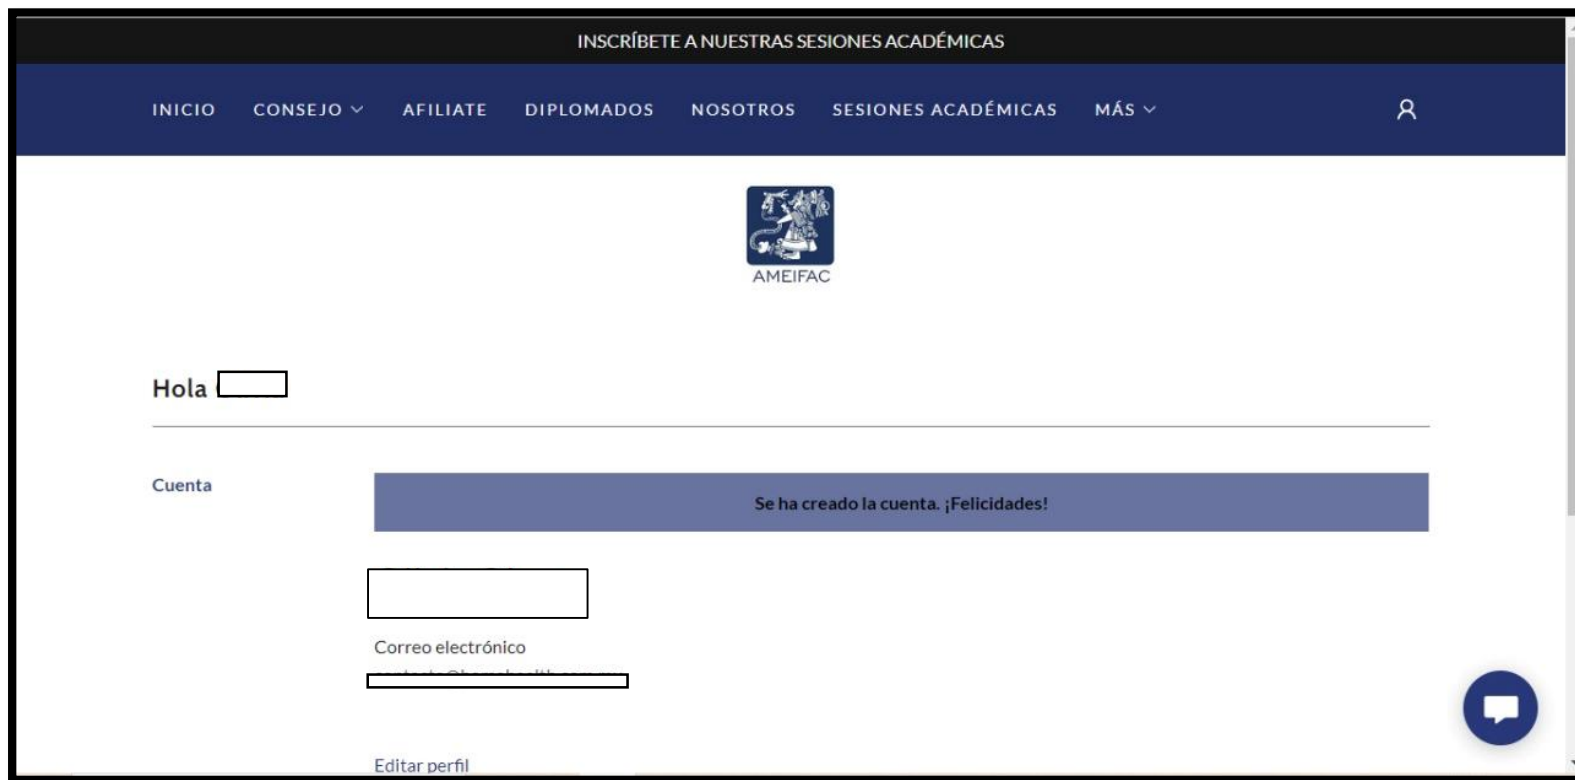 INSCRÍBETE A NUESTRAS SESIONES ACADÉMICAS
INICIO CONSEJO AFILIATE DIPLOMADOS NOSOTROS SESIONES ACADÉMICAS MÁS
AMEIFAC
Hola
Cuenta
Se ha creado la cuenta. ¡Felicidades!
Correo electrónico
Editar perfil